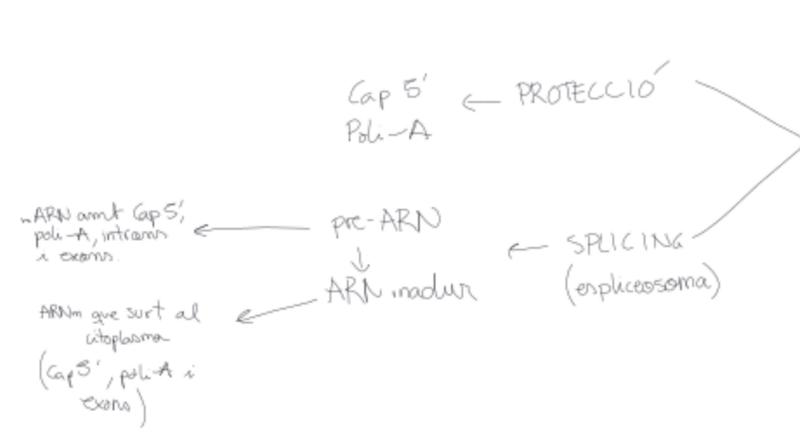 Cap 5' ← PROTECCIÓ
Poli-A
mARN amb Cap 5',
poli-A, introns
i exons.
← pre-ARN
↓
ARN madur
← SPLICING
(espliceosoma)
ARNm que surt al
citoplasma
(Cap 5', poli-A i
exons)